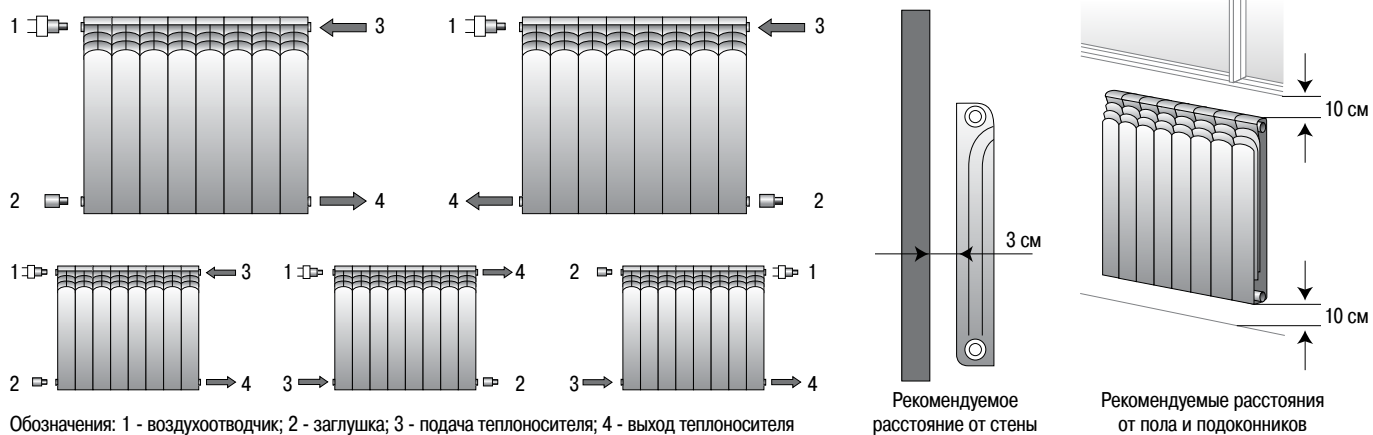 1 3 1 3
2 4 4 2
1 3 1 4 2 1
2 4 3 2 3 4
Обозначения: 1 - воздухоотводчик; 2 - заглушка; 3 - подача теплоносителя; 4 - выход теплоносителя
3 см
Рекомендуемое
расстояние от стены
10 см
10 см
Рекомендуемые расстояния
от пола и подоконников